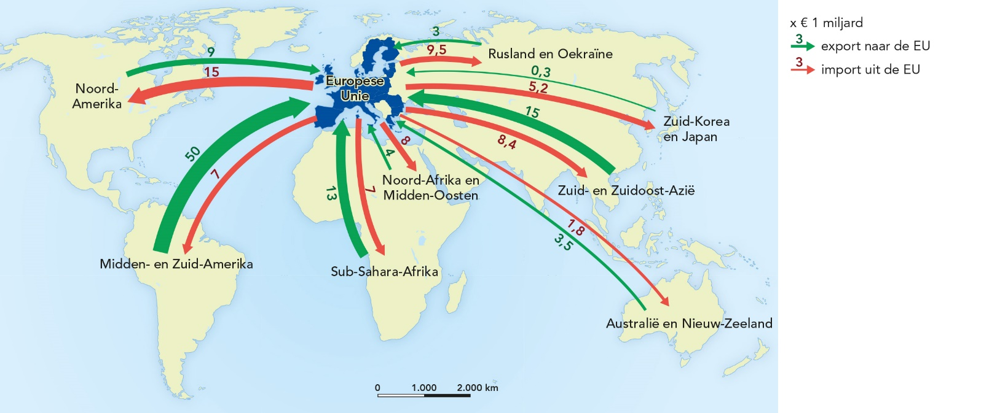 x € 1 miljard
3
export naar de EU
3
import uit de EU
3
9,5
Rusland en Oekraïne
9
15
Noord-
Amerika
Europese
Unie
0,3
5,2
Zuid-Korea
en Japan
15
8,4
Zuid- en Zuidoost-Azië
50
7
Midden- en Zuid-Amerika
13
7
Sub-Sahara-Afrika
4
8
Noord-Afrika en
Midden-Oosten
1,8
3,5
Australië en Nieuw-Zeeland
0 1.000 2.000 km